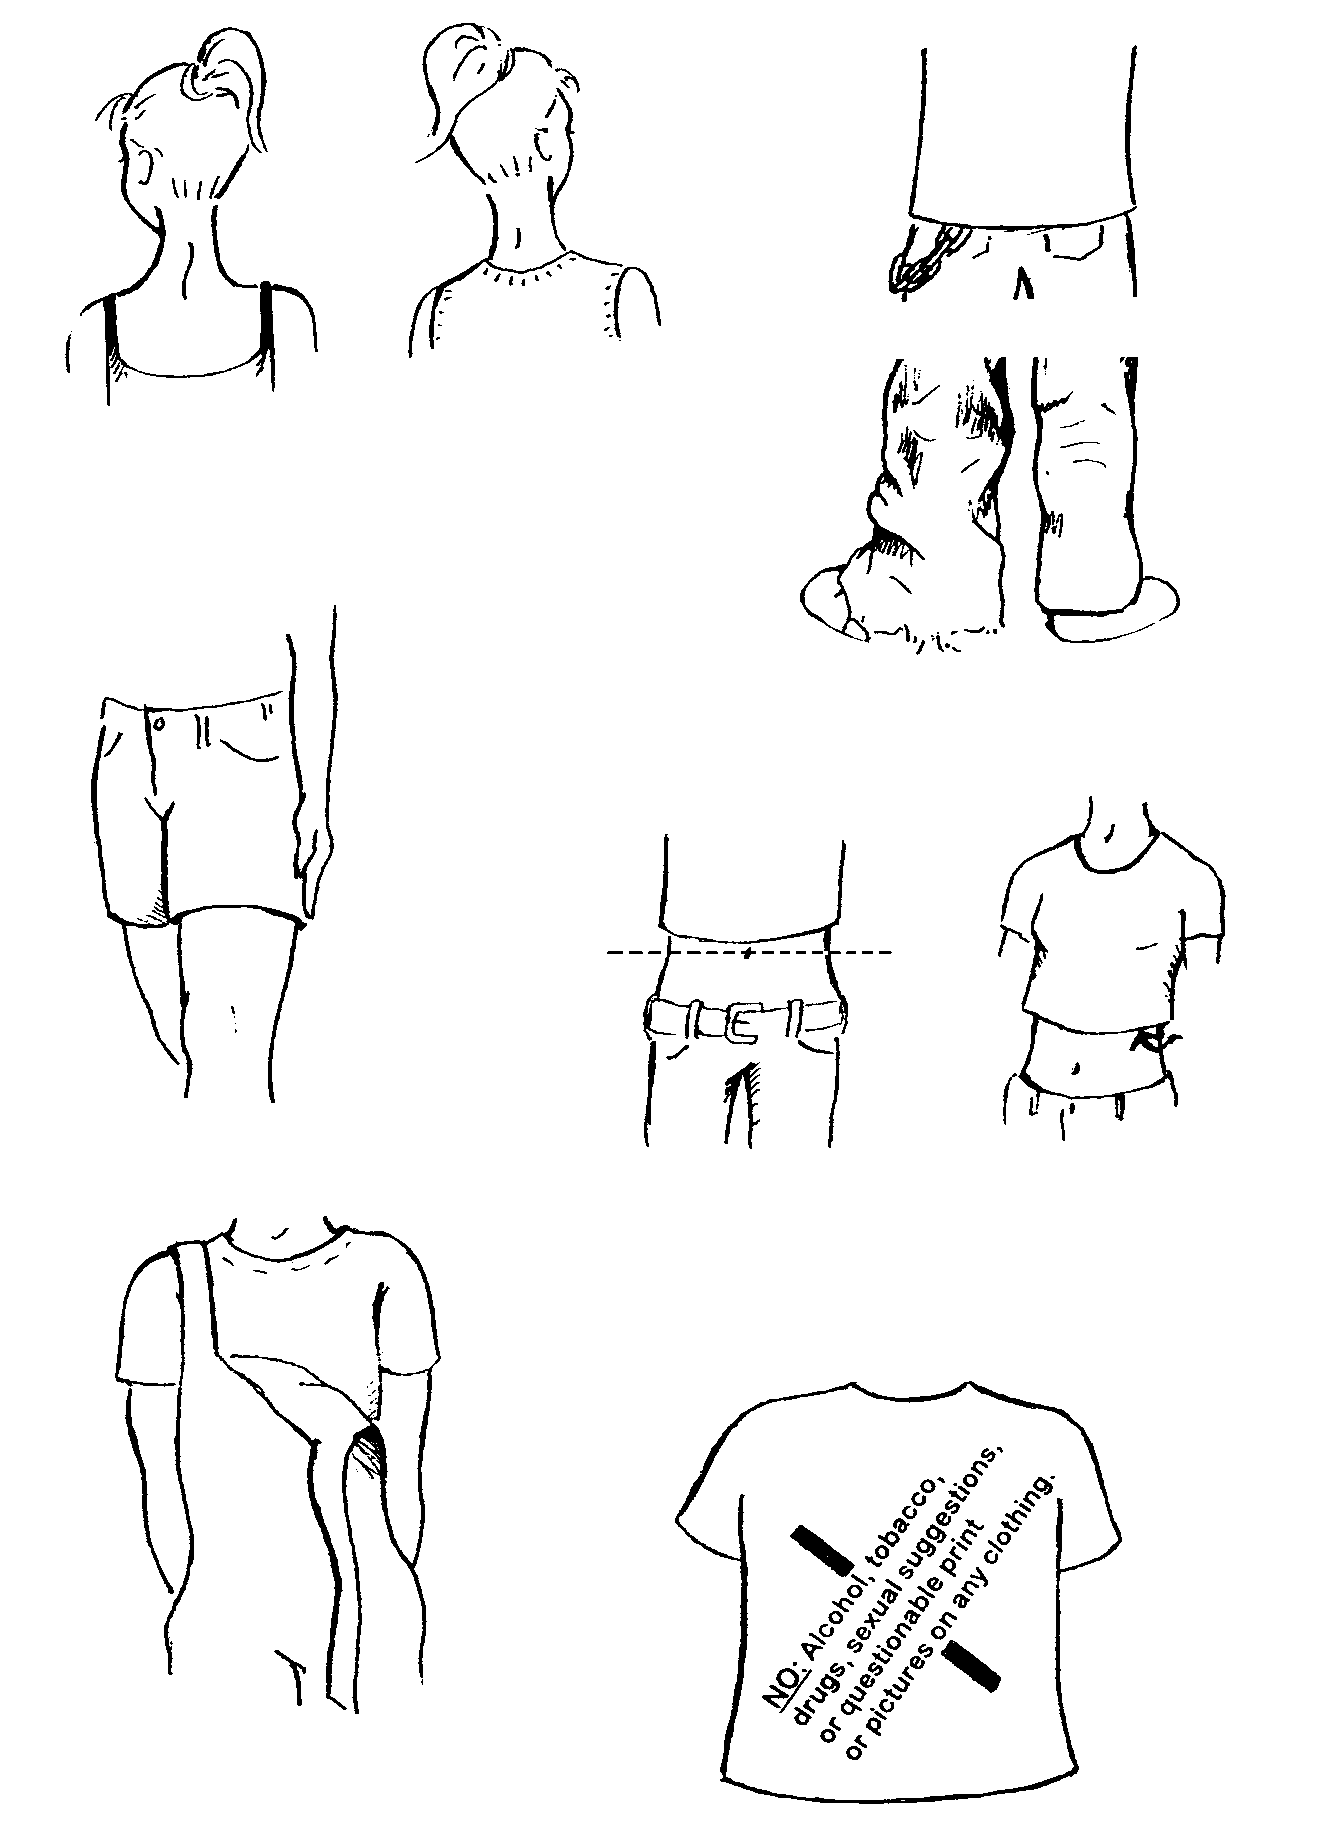 NO: Alcohol, tobacco,
drugs, sexual suggestions,
or questionable print
or pictures on any clothing.